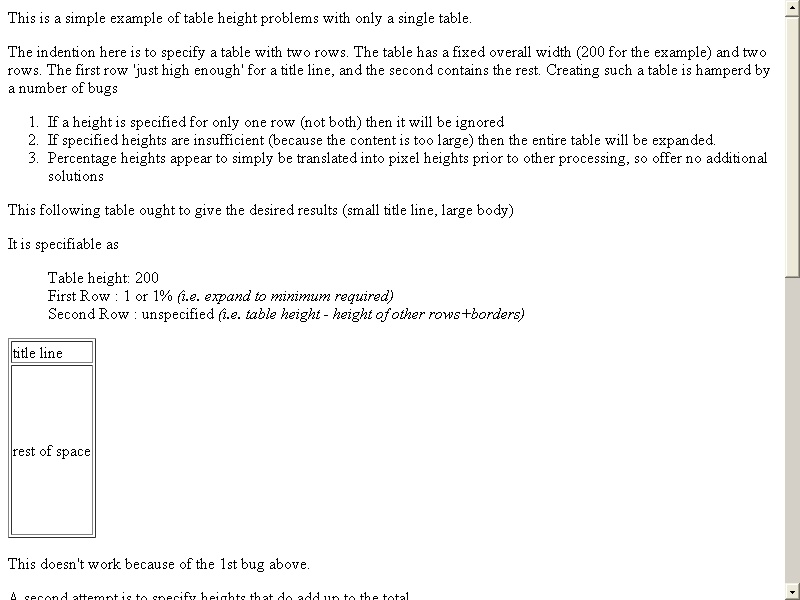 This is a simple example of table height problems with only a single table.
The indention here is to specify a table with two rows. The table has a fixed overall width (200 for the example) and two
rows. The first row 'just high enough' for a title line, and the second contains the rest. Creating such a table is hamperd by
a number of bugs
1. If a height is specified for only one row (not both) then it will be ignored
2. If specified heights are insufficient (because the content is too large) then the entire table will be expanded.
3. Percentage heights appear to simply be translated into pixel heights prior to other processing, so offer no additional
solutions
This following table ought to give the desired results (small title line, large body)
It is specifiable as
Table height: 200
First Row : 1 or 1% (i.e. expand to minimum required)
Second Row : unspecified (i.e. table height - height of other rows+borders)
title line
rest of space
This doesn't work because of the 1st bug above.
A second attempt is to specify heights that do add up to the total